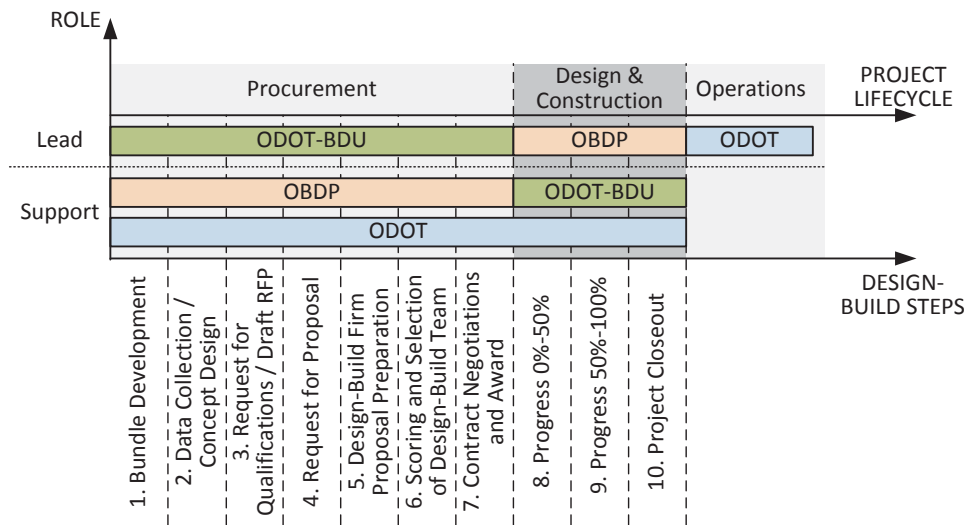 ROLE
Procurement
Design &
Construction
Operations
PROJECT
LIFECYCLE
Lead
ODOT-BDU
OBDP
ODOT
Support
OBDP
ODOT-BDU
ODOT
DESIGN-
BUILD STEPS
1. Bundle Development
2. Data Collection /
Concept Design
3. Request for
Qualifications / Draft RFP
4. Request for Proposal
5. Design-Build Firm
Proposal Preparation
6. Scoring and Selection
of Design-Build Team
7. Contract Negotiations
and Award
8. Progress 0%-50%
9. Progress 50%-100%
10. Project Closeout